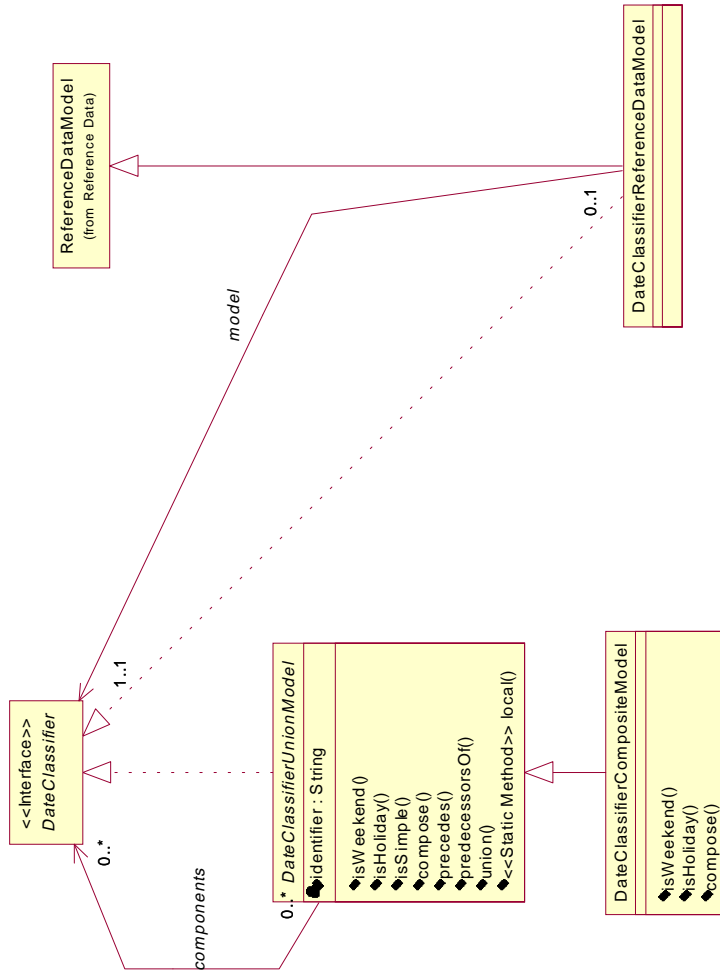 ReferenceDataModel
(from Reference Data)
<<Interface>>
DateClassifier
model
1..1
0..1
0..*
components
0..*
DateClassifierUnionModel
identifier : String
isWeekend()
isHoliday()
isSimple()
compose()
precedes()
predecessorsOf()
union()
<<Static Method>> local()
DateClassifierReferenceDataModel
DateClassifierCompositeModel
isWeekend()
isHoliday()
compose()